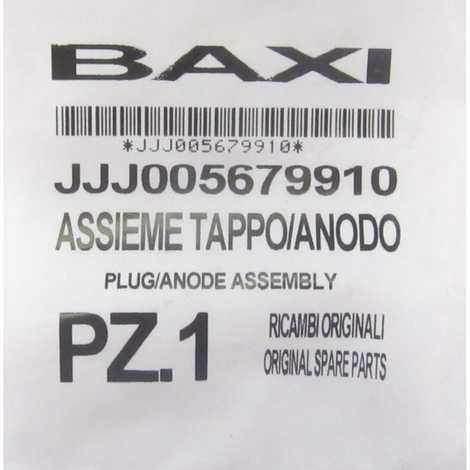 BAXI
*JJJ005679910*
JJJ005679910
ASSIEME TAPPO/ANODO
PLUG/ANODE ASSEMBLY
PZ.1
RICAMBI ORIGINALI
ORIGINAL SPARE PARTS